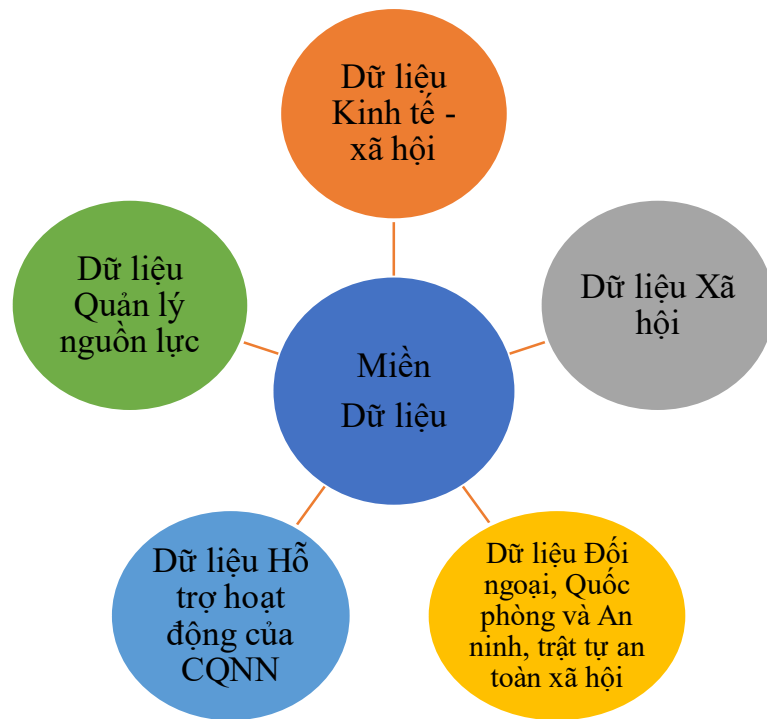 Dữ liệu
Kinh tế -
xã hội
Dữ liệu
Quản lý
nguồn lực
Dữ liệu Xã
hội
Miền
Dữ liệu
Dữ liệu Hỗ
trợ hoạt
động của
CQNN
Dữ liệu Đối
ngoại, Quốc
phòng và An
ninh, trật tự an
toàn xã hội